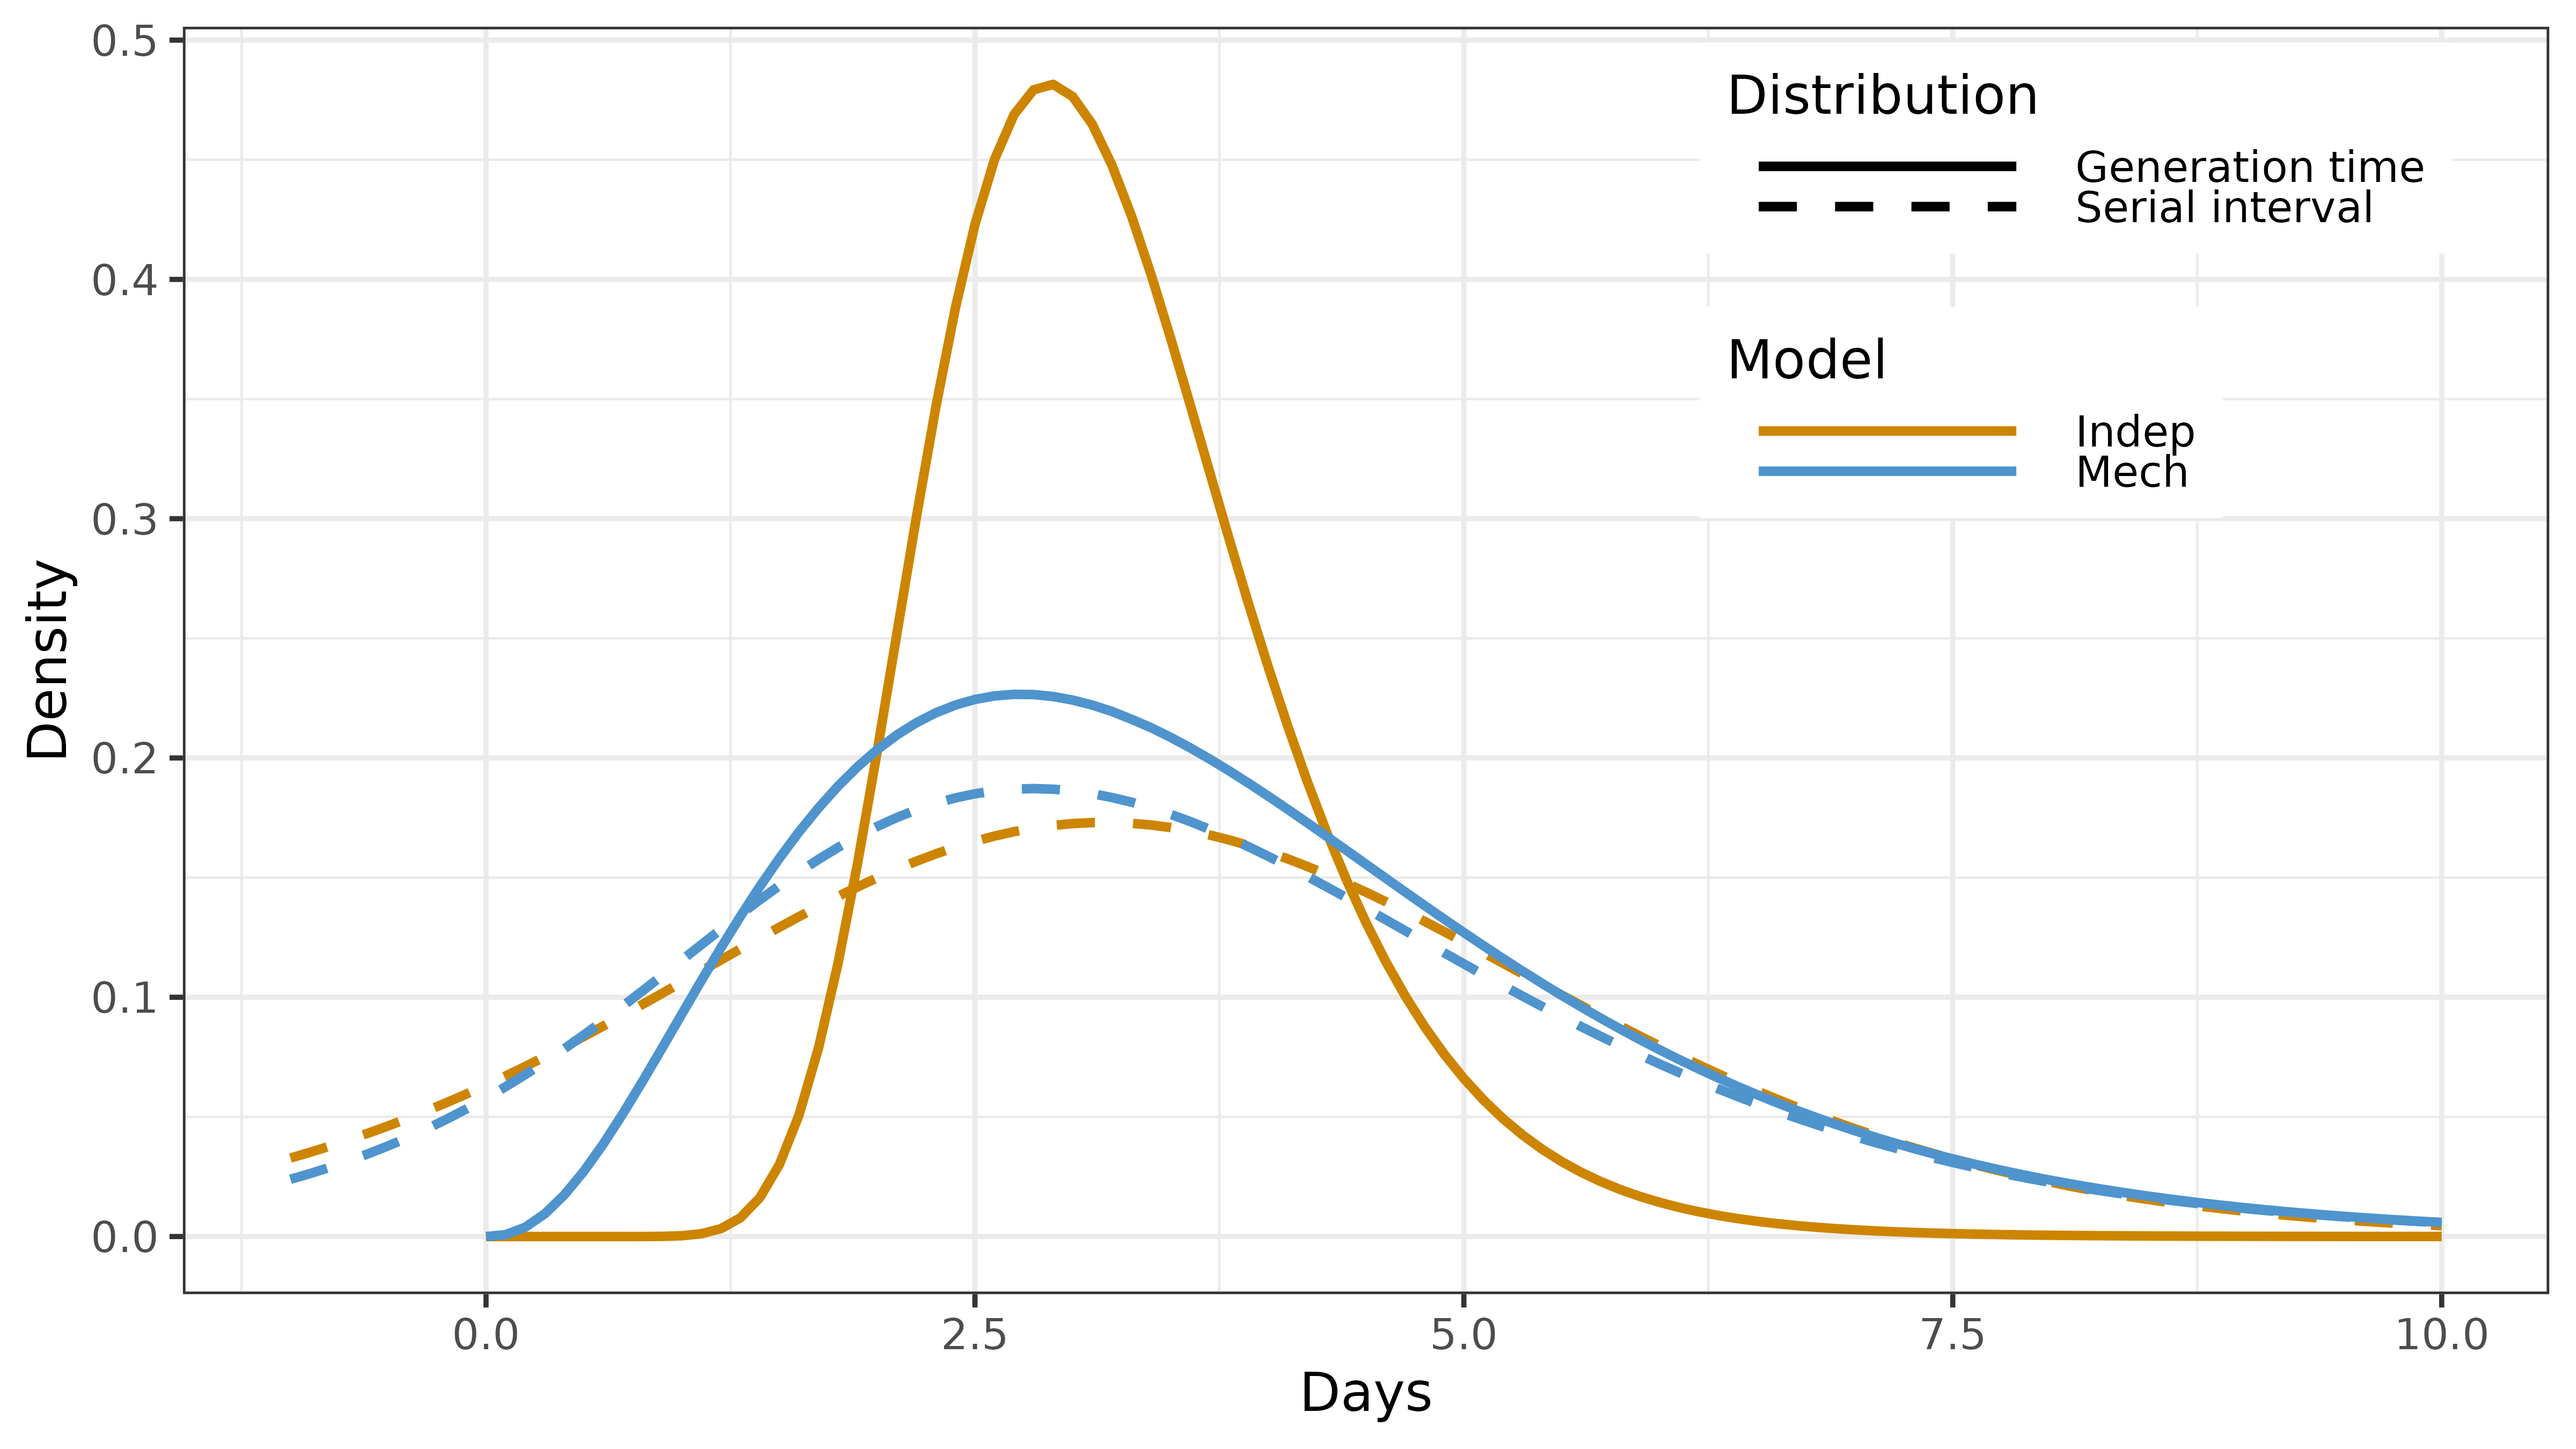 0.5
0.4
0.3
0.2
0.1
0.0
Density
0.0 2.5 5.0 7.5 10.0
Days
Distribution
Generation time
Serial interval
Model
Indep
Mech